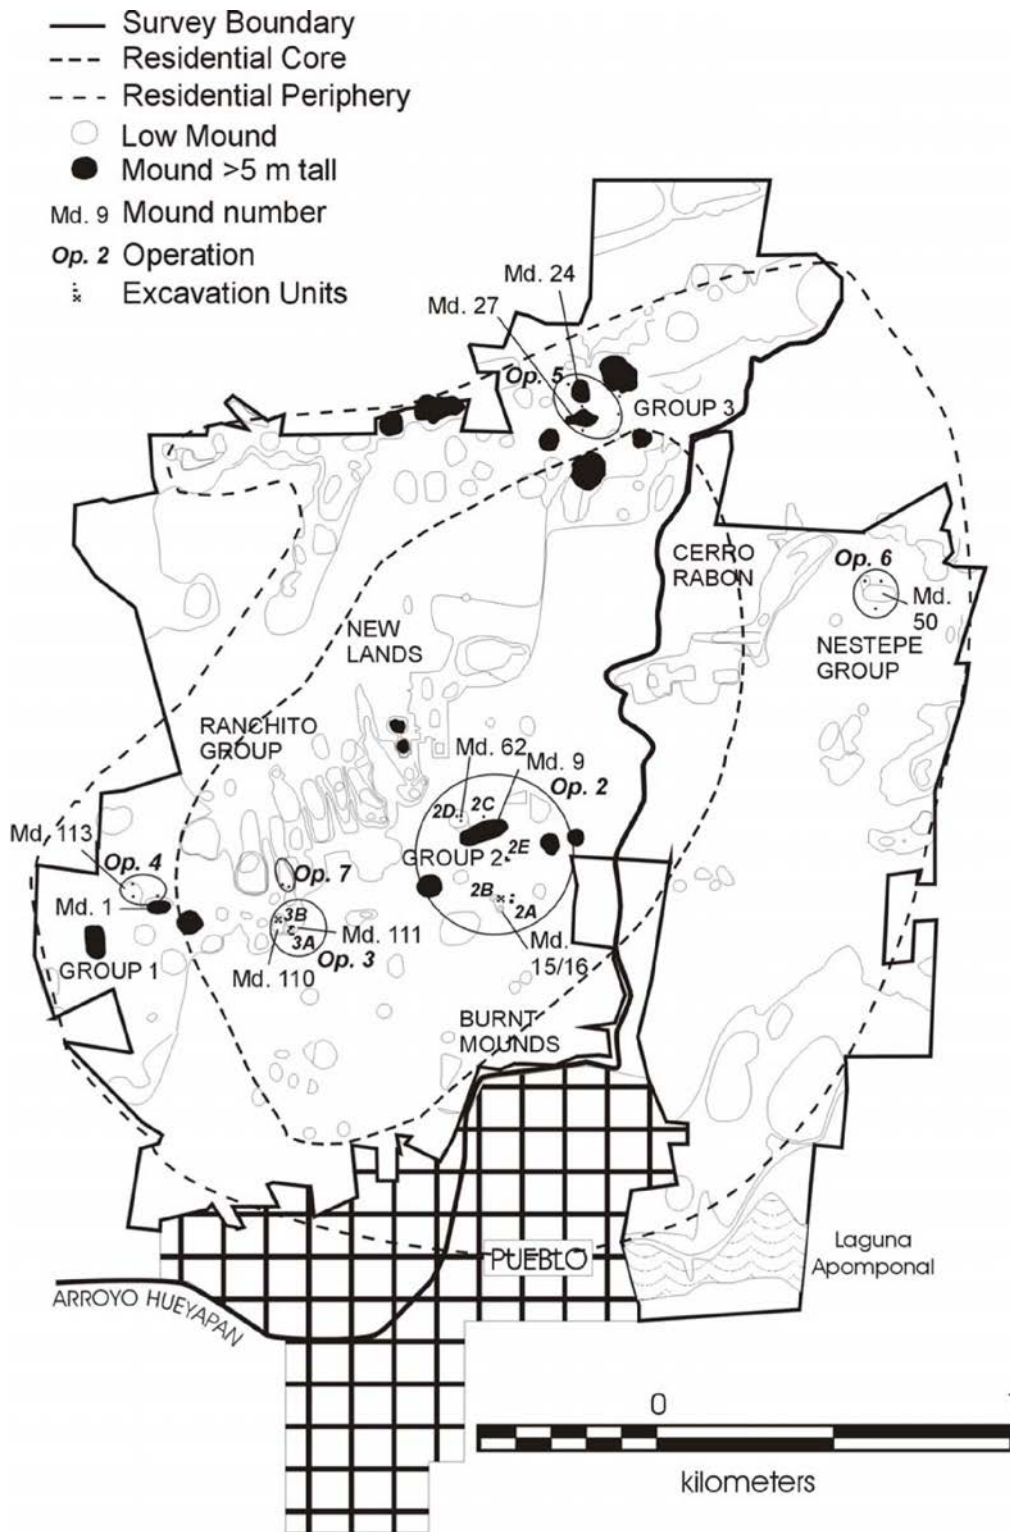 Survey Boundary
Residential Core
Residential Periphery
Low Mound
Mound >5 m tall
Md. 9 Mound number
Op. 2 Operation
Excavation Units
Md. 24
Md. 27
Op. 5
GROUP 3
CERRO
RABON
Op. 6
Md.
50
NESTEPE
GROUP
NEW
LANDS
RANCHITO
GROUP
Md. 62
Md. 9
Op. 2
2D
2C
2E
GROUP 2
2B
2A
Md.
15/16
Md. 113
Op. 4
Md. 1
GROUP 1
Op. 7
3B
3A
Md. 111
Op. 3
Md. 110
BURNT
MOUNDS
PUEBLO
Laguna
Apomponal
ARROYO HUEYAPAN
0
kilometers